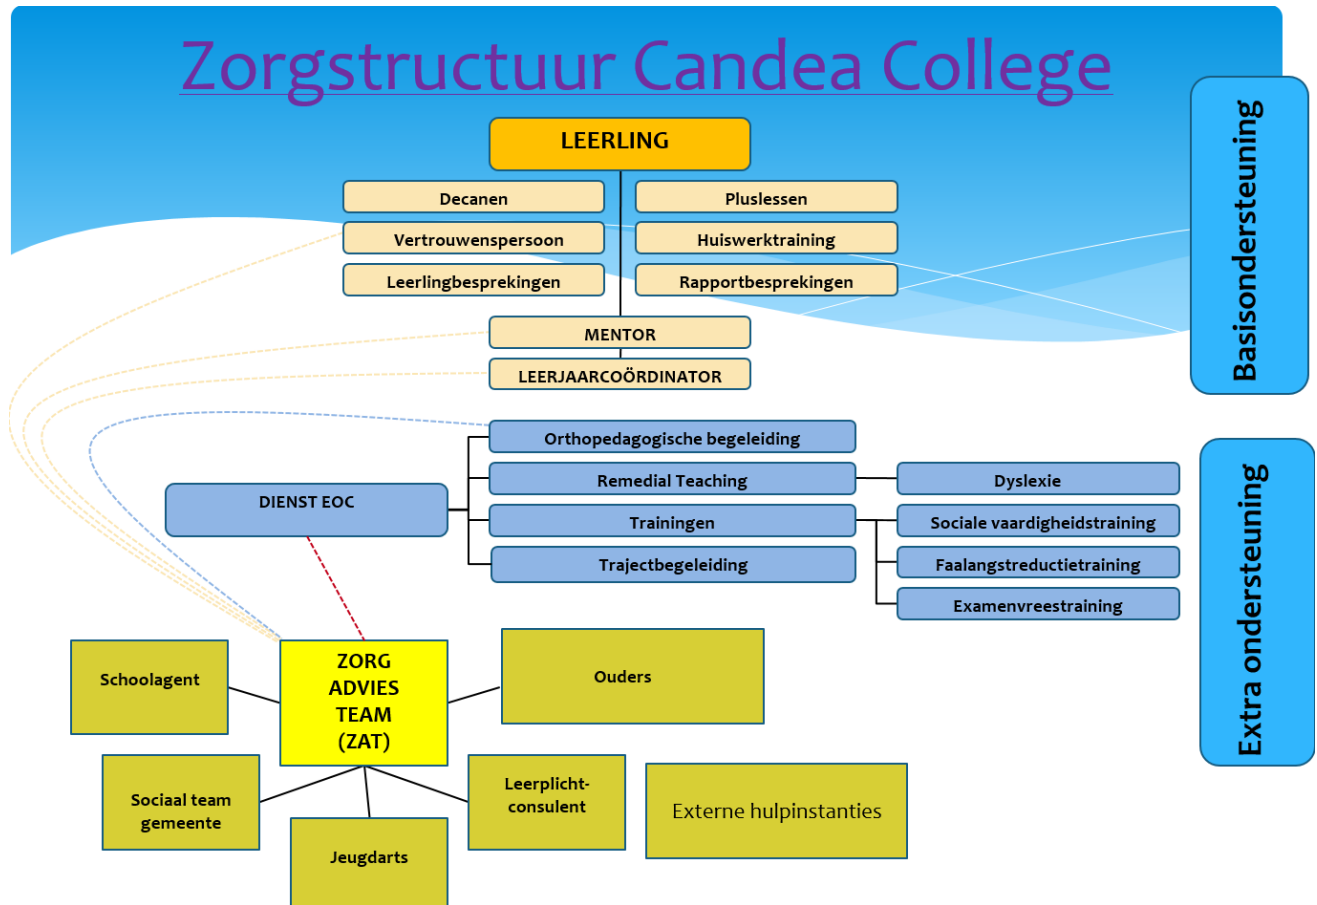 Zorgstructuur Candea College
LEERLING
Decanen
Pluslessen
Vertrouwenspersoon
Huiswerktraining
Leerlingbesprekingen
Rapportbesprekingen
MENTOR
LEERJAARCOÖRDINATOR
Basisondersteuning
Orthopedagogische begeleiding
Remedial Teaching
Dyslexie
DIENST EOC
Trainingen
Sociale vaardigheidstraining
Trajectbegeleiding
Faalangstreductietraining
Examenvreestraining
Extra ondersteuning
Schoolagent
ZORG
ADVIES
TEAM
(ZAT)
Ouders
Sociaal team
gemeente
Jeugdarts
Leerplicht-
consulent
Externe hulpinstanties